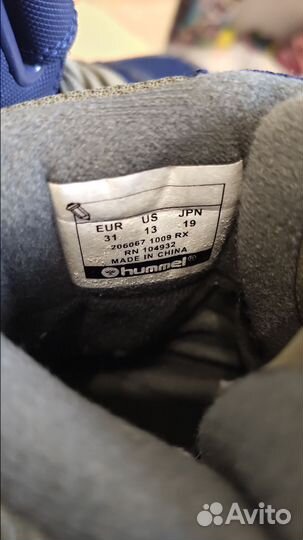 EUR US JPN
31 13 19
206067 1009 RX
RN 104932
MADE IN CHINA
hummel®
Avito